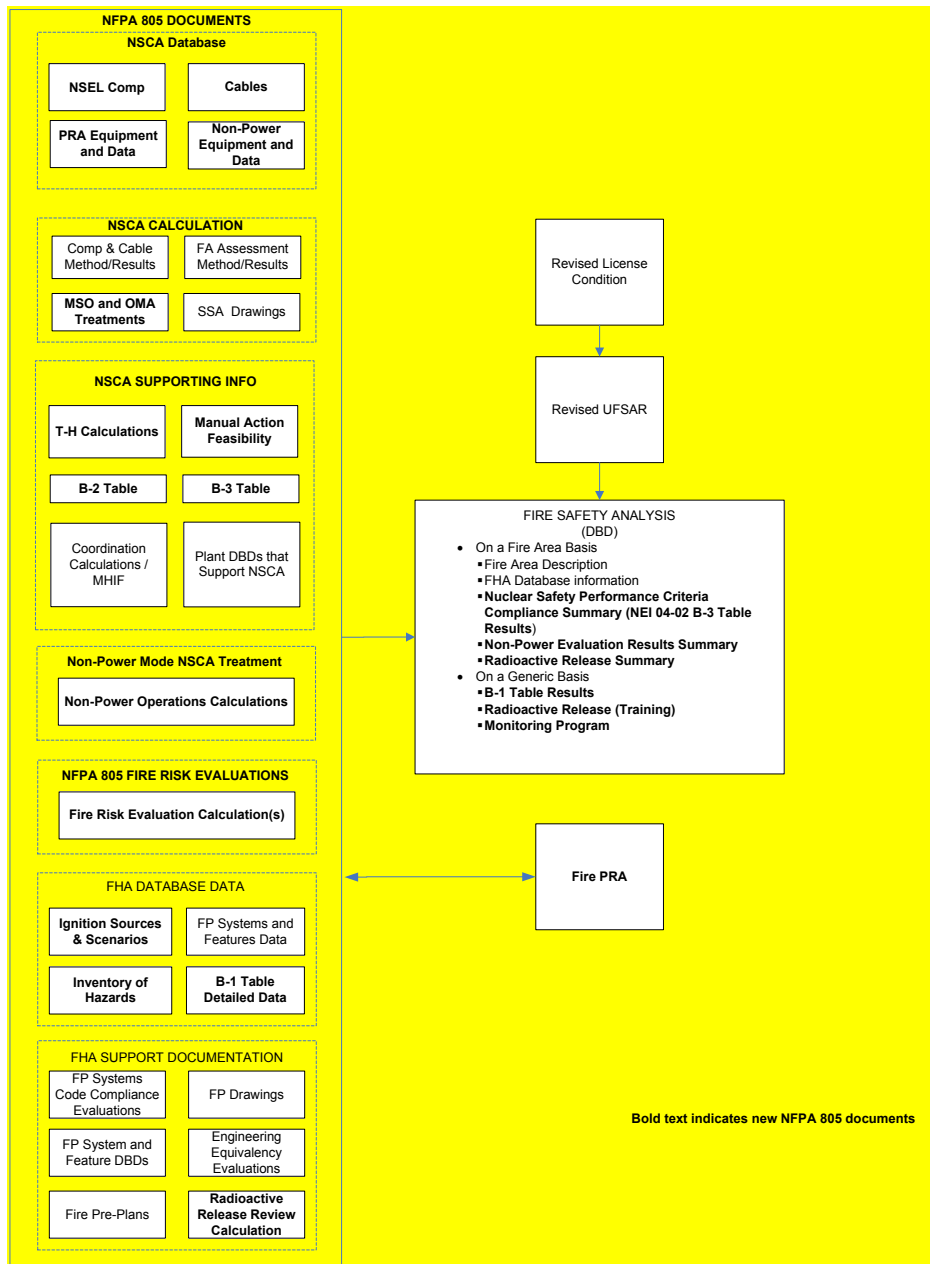 NFPA 805 DOCUMENTS
NSCA Database
NSEL Comp
Cables
PRA Equipment
and Data
Non-Power
Equipment and
Data
NSCA CALCULATION
Comp & Cable
Method/Results
FA Assessment
Method/Results
MSO and OMA
Treatments
SSA Drawings
NSCA SUPPORTING INFO
T-H Calculations
Manual Action
Feasibility
B-2 Table
B-3 Table
Coordination
Calculations /
MHIF
Plant DBDs that
Support NSCA
Non-Power Mode NSCA Treatment
Non-Power Operations Calculations
NFPA 805 FIRE RISK EVALUATIONS
Fire Risk Evaluation Calculation(s)
FHA DATABASE DATA
Ignition Sources
& Scenarios
FP Systems and
Features Data
Inventory of
Hazards
B-1 Table
Detailed Data
FHA SUPPORT DOCUMENTATION
FP Systems
Code Compliance
Evaluations
FP Drawings
FP System and
Feature DBDs
Engineering
Equivalency
Evaluations
Fire Pre-Plans
Radioactive
Release Review
Calculation
Revised License
Condition
Revised UFSAR
FIRE SAFETY ANALYSIS
(DBD)
• On a Fire Area Basis
▪Fire Area Description
▪FHA Database information
▪Nuclear Safety Performance Criteria
Compliance Summary (NEI 04-02 B-3 Table
Results)
▪Non-Power Evaluation Results Summary
▪Radioactive Release Summary
• On a Generic Basis
▪B-1 Table Results
▪Radioactive Release (Training)
▪Monitoring Program
Fire PRA
Bold text indicates new NFPA 805 documents